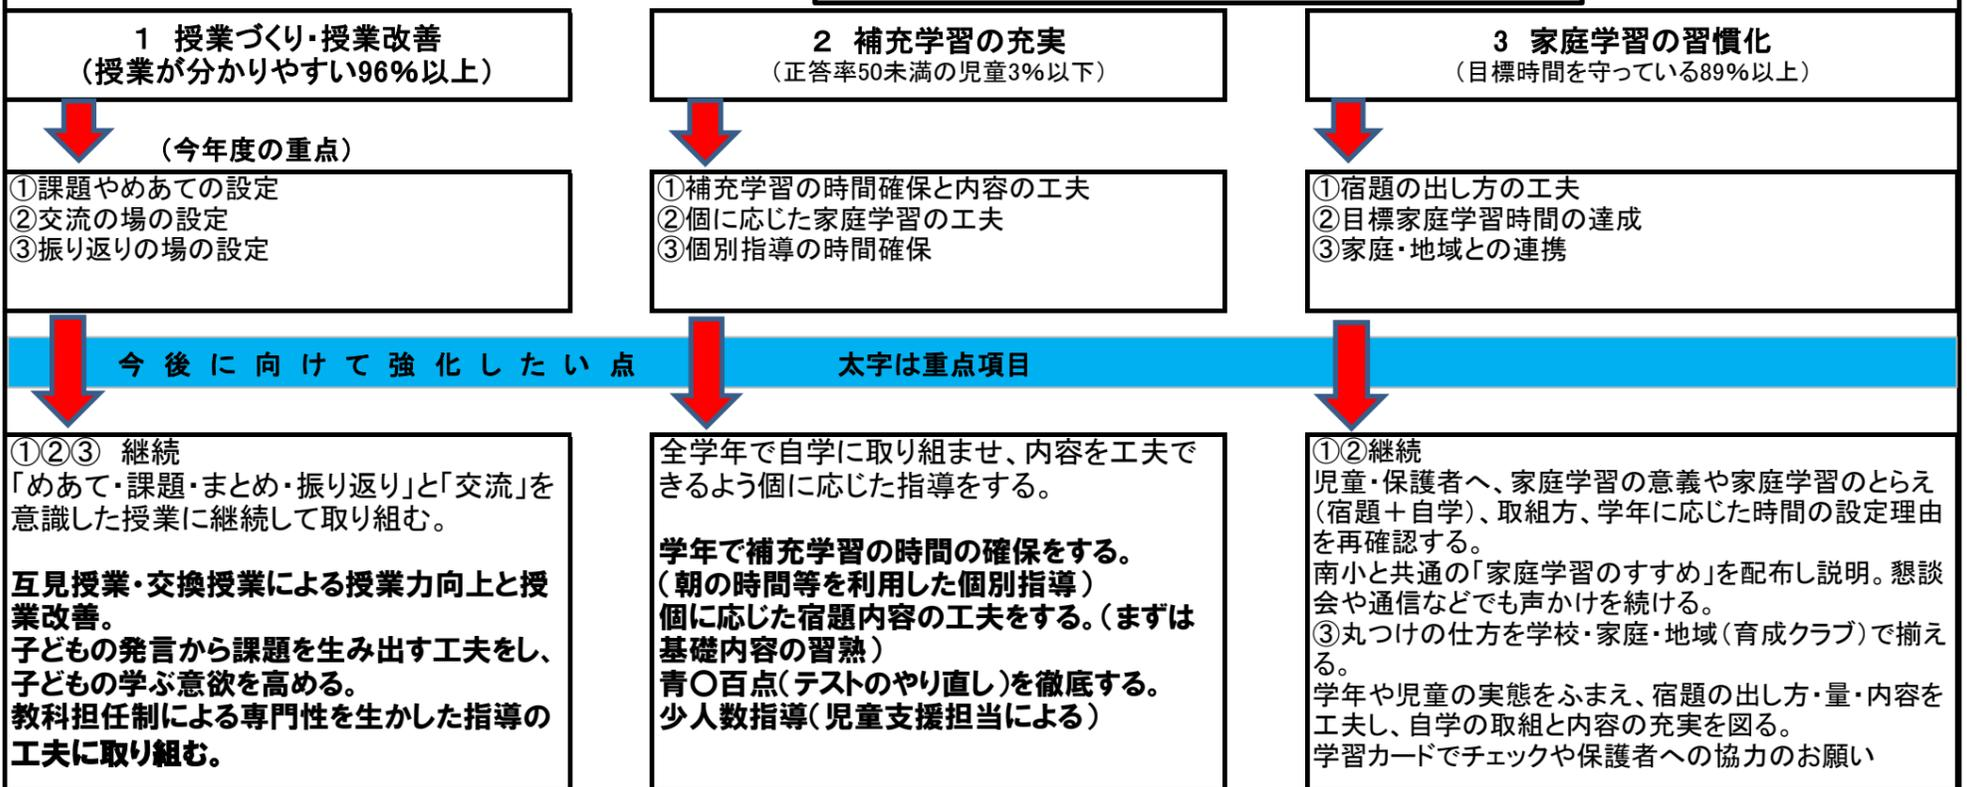 1 授業づくり・授業改善
(授業が分かりやすい96%以上)
2 補充学習の充実
(正答率50未満の児童3%以下)
3 家庭学習の習慣化
(目標時間を守っている89%以上)
(今年度の重点)
①課題やめあての設定
②交流の場の設定
③振り返りの場の設定
①補充学習の時間確保と内容の工夫
②個に応じた家庭学習の工夫
③個別指導の時間確保
①宿題の出し方の工夫
②目標家庭学習時間の達成
③家庭・地域との連携
今後に向けて強化したい点 太字は重点項目
①②③ 継続
「めあて・課題・まとめ・振り返り」と「交流」を
意識した授業に継続して取り組む。
互見授業・交換授業による授業力向上と授
業改善。
子どもの発言から課題を生み出す工夫をし、
子どもの学ぶ意欲を高める。
教科担任制による専門性を生かした指導の
工夫に取り組む。
全学年で自学に取り組ませ、内容を工夫で
きるよう個に応じた指導をする。
学年で補充学習の時間の確保をする。
(朝の時間等を利用した個別指導)
個に応じた宿題内容の工夫をする。(まずは
基礎内容の習熟)
青〇百点(テストのやり直し)を徹底する。
少人数指導(児童支援担当による)
①②継続
児童・保護者へ、家庭学習の意義や家庭学習のとらえ
(宿題+自学)、取組方、学年に応じた時間の設定理由
を再確認する。
南小と共通の「家庭学習のすすめ」を配布し説明。懇談
会や通信などでも声かけを続ける。
③丸つけの仕方を学校・家庭・地域(育成クラブ)で揃え
る。
学年や児童の実態をふまえ、宿題の出し方・量・内容を
工夫し、自学の取組と内容の充実を図る。
学習カードでチェックや保護者への協力のお願い